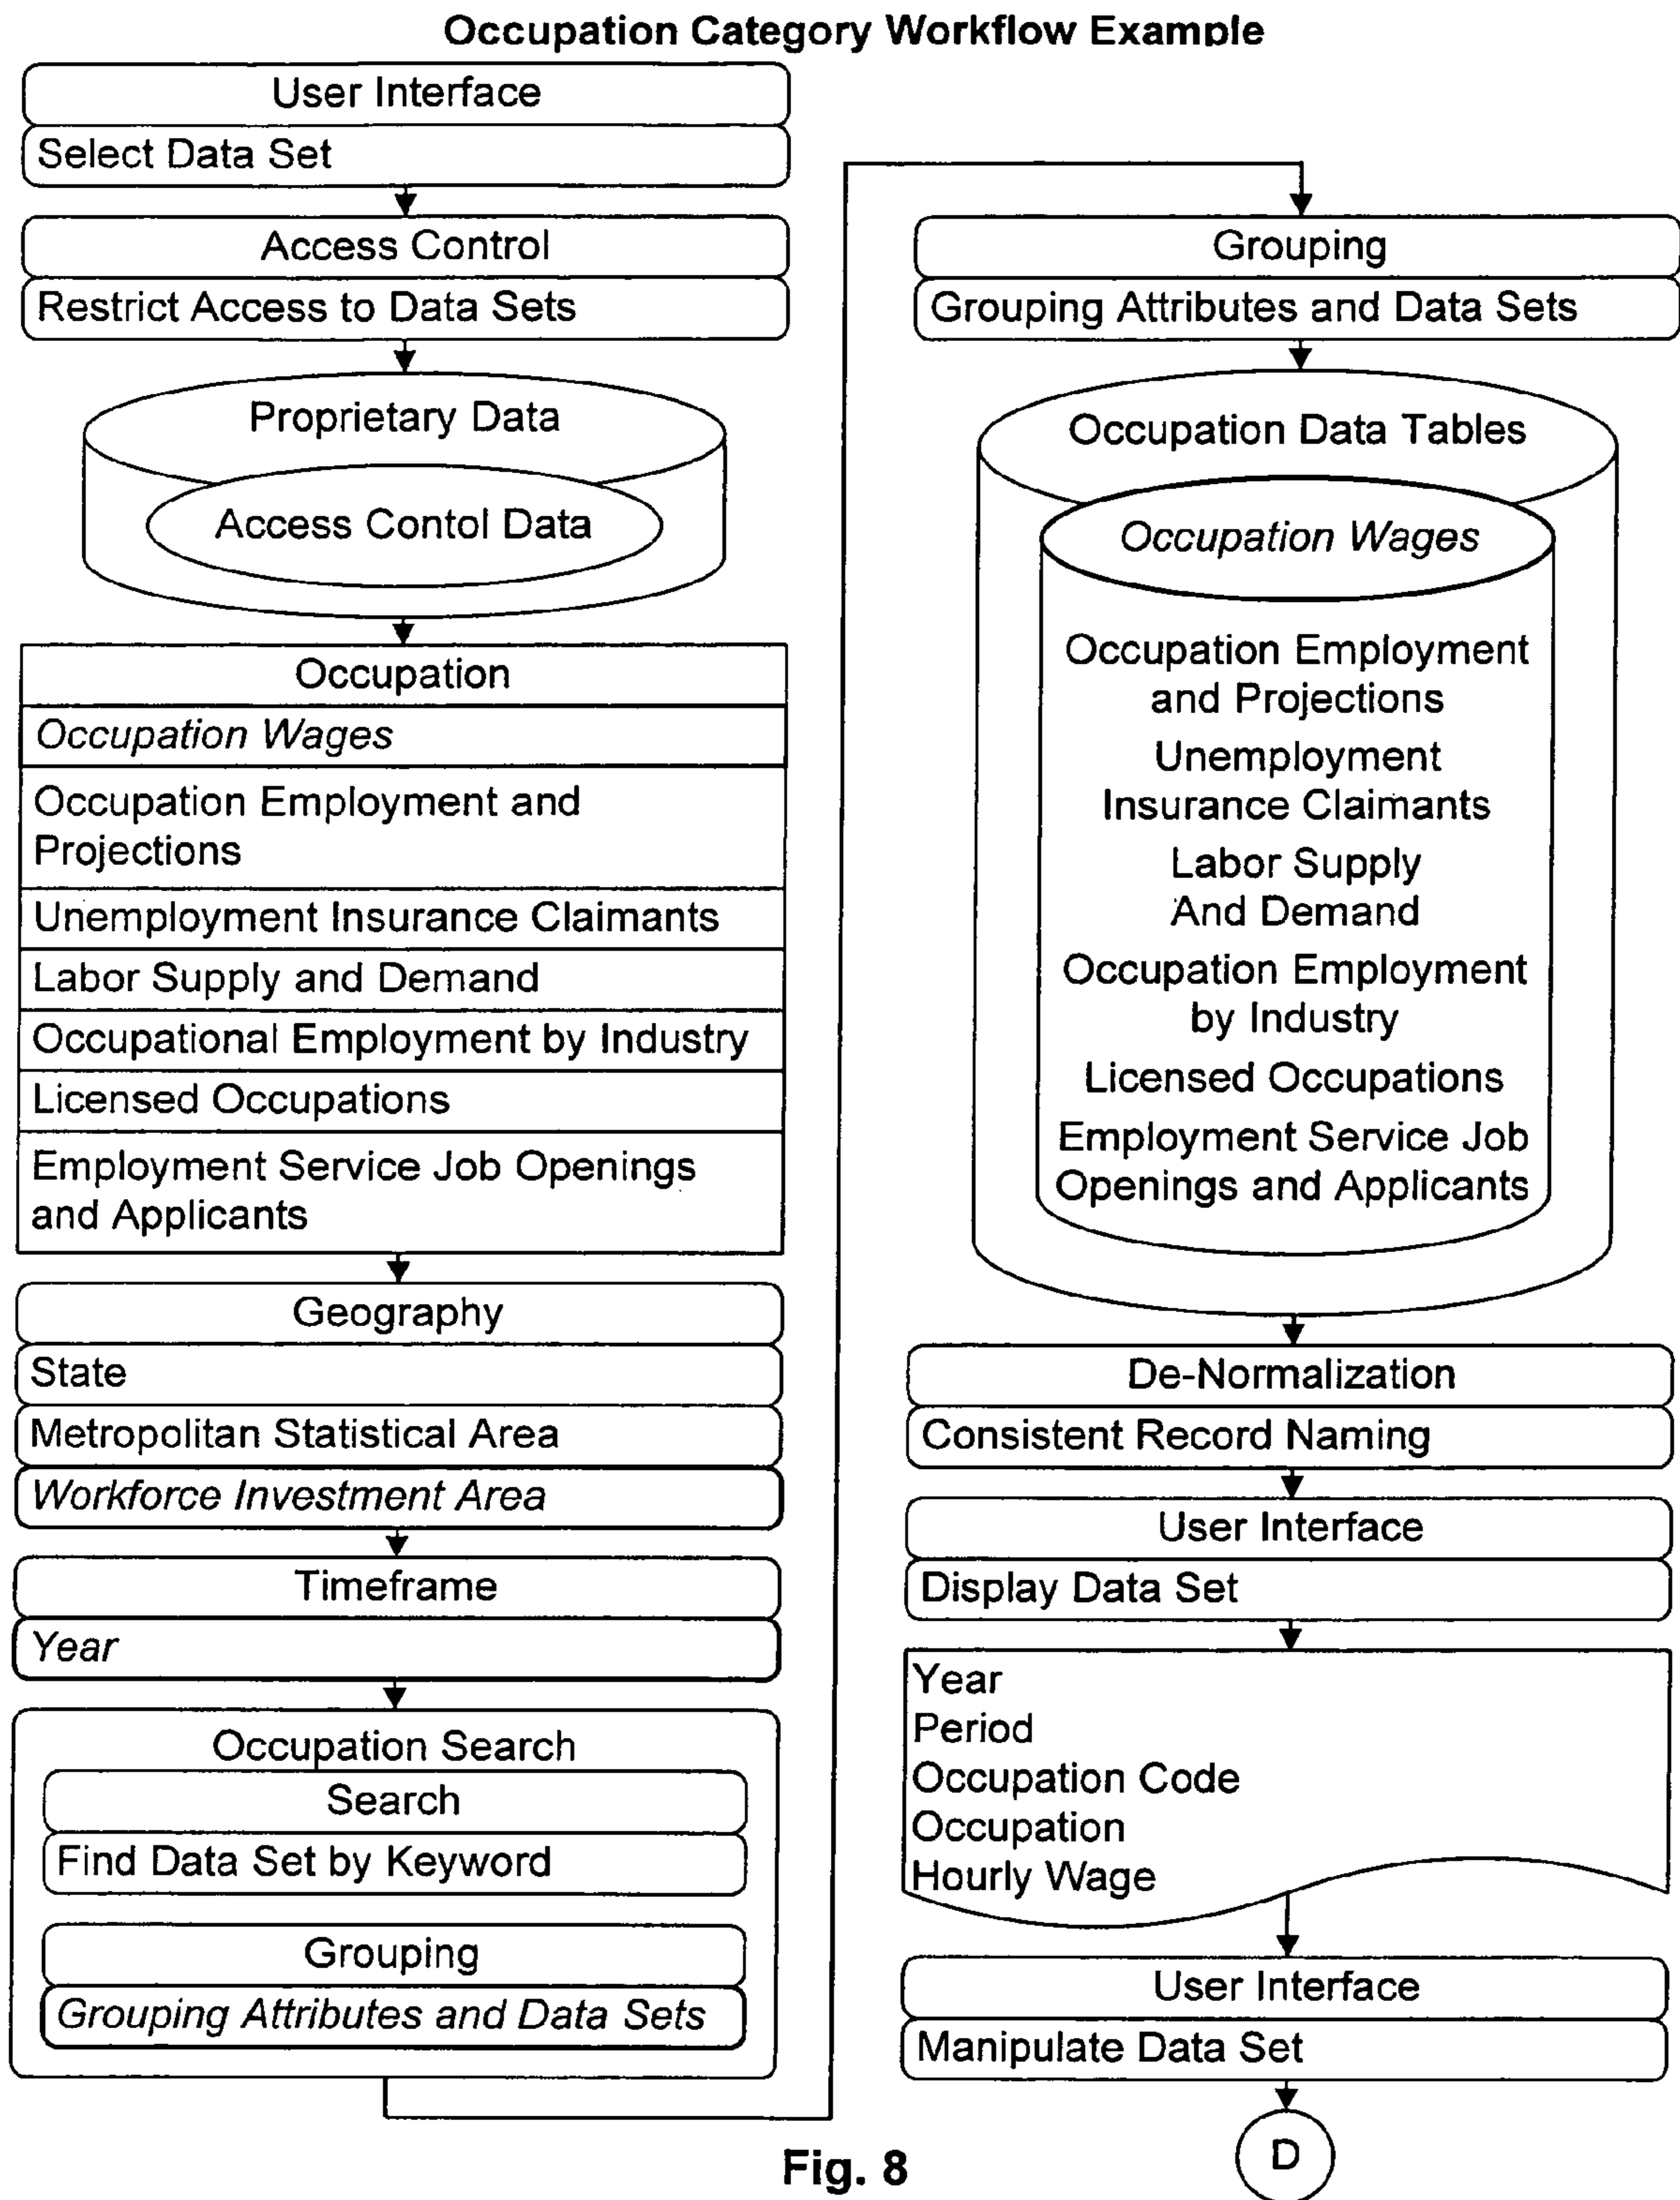 Occupation Category Workflow Example
User Interface
Select Data Set
Access Control
Restrict Access to Data Sets
Proprietary Data
Access Contol Data
Occupation
Occupation Wages
Occupation Employment and
Projections
Unemployment Insurance Claimants
Labor Supply and Demand
Occupational Employment by Industry
Licensed Occupations
Employment Service Job Openings
and Applicants
Geography
State
Metropolitan Statistical Area
Workforce Investment Area
Timeframe
Year
Occupation Search
Search
Find Data Set by Keyword
Grouping
Grouping Attributes and Data Sets
Grouping
Grouping Attributes and Data Sets
Occupation Data Tables
Occupation Wages
Occupation Employment
and Projections
Unemployment
Insurance Claimants
Labor Supply
And Demand
Occupation Employment
by Industry
Licensed Occupations
Employment Service Job
Openings and Applicants
De-Normalization
Consistent Record Naming
User Interface
Display Data Set
Year
Period
Occupation Code
Occupation
Hourly Wage
User Interface
Manipulate Data Set
D
Fig. 8